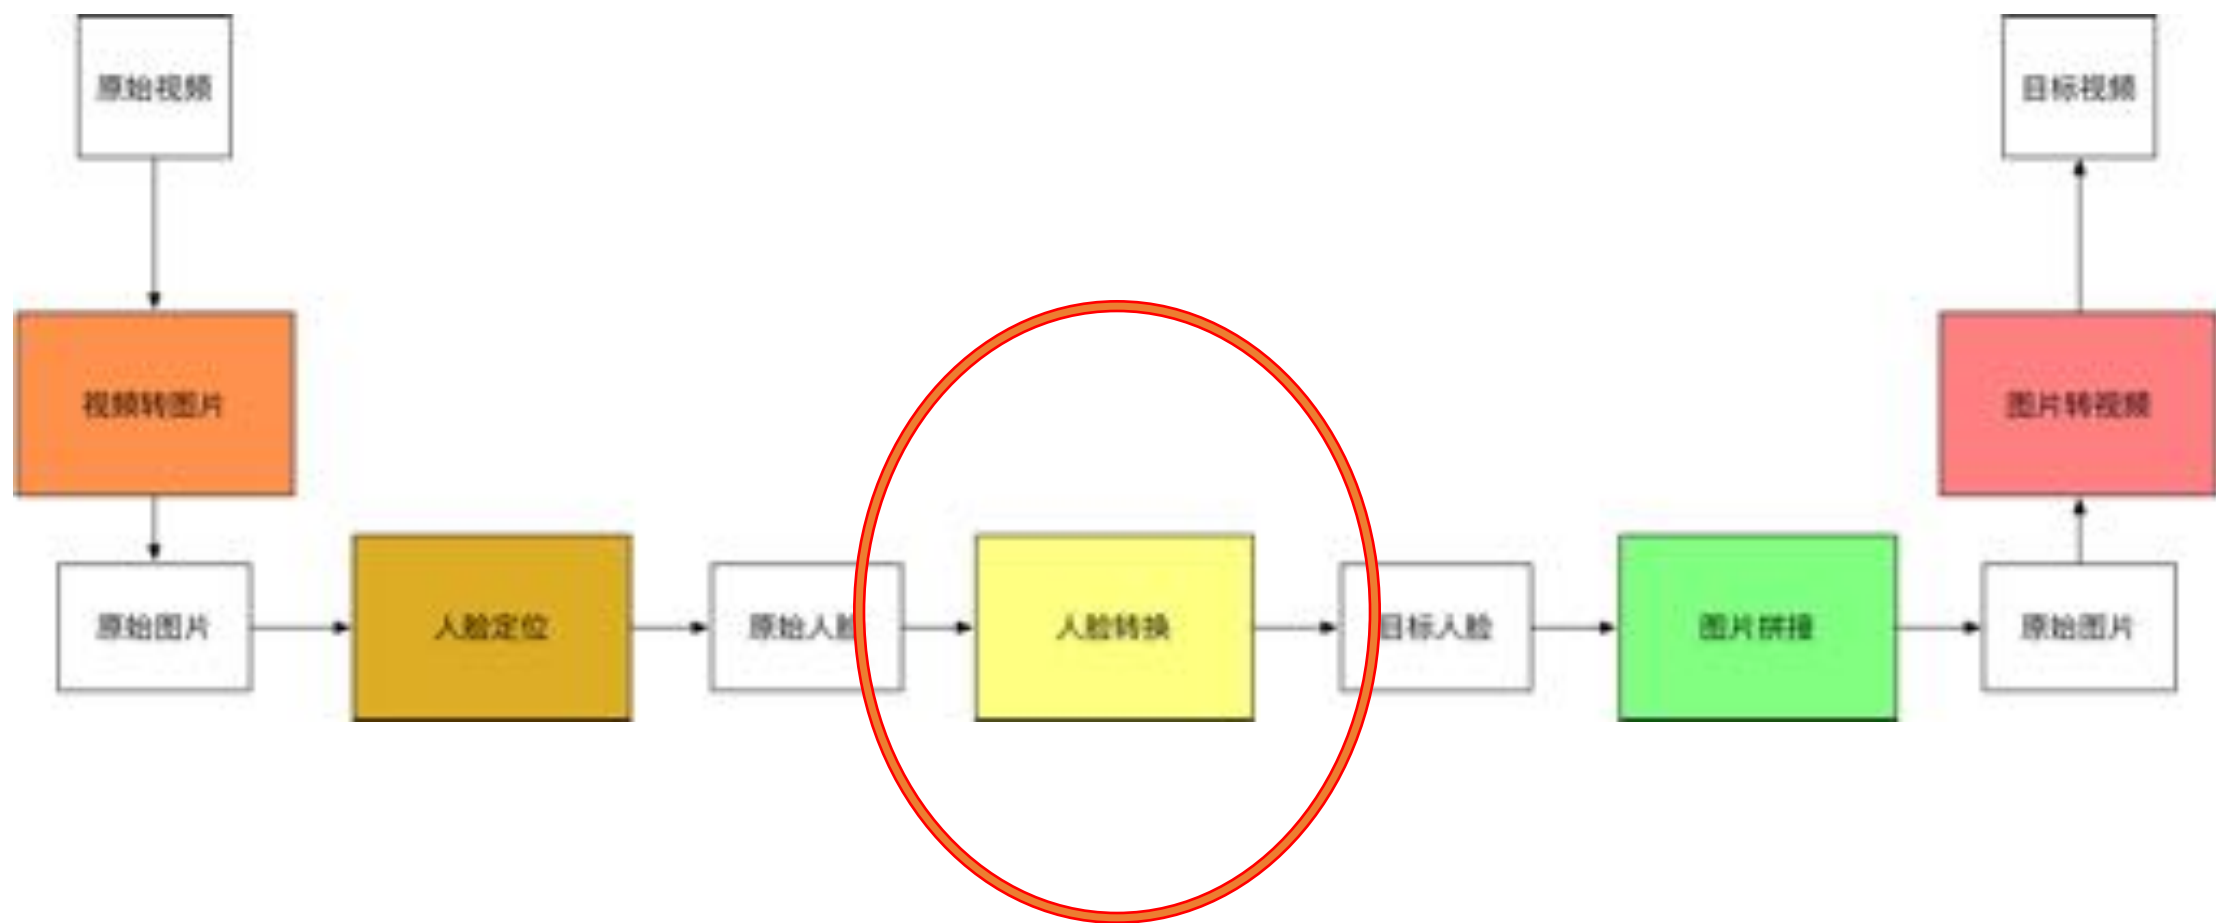 原始视频
目标视频
视频转图片
图片转视频
原始图片
人脸定位
原始人脸
人脸转换
目标人脸
图片拼接
原始图片